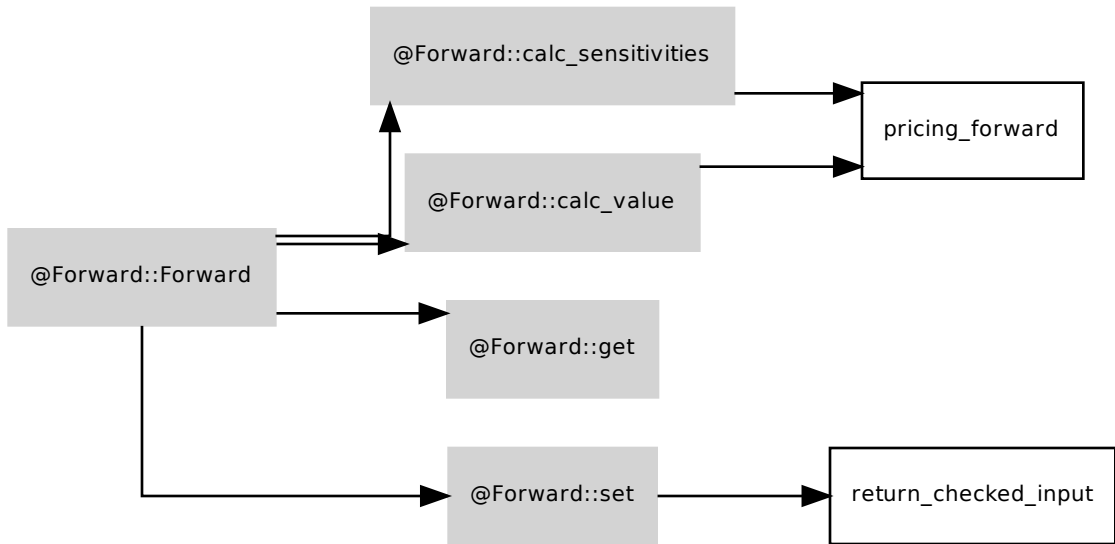 @Forward::calc_sensitivities
pricing_forward
@Forward::calc_value
@Forward::Forward
@Forward::get
@Forward::set
return_checked_input